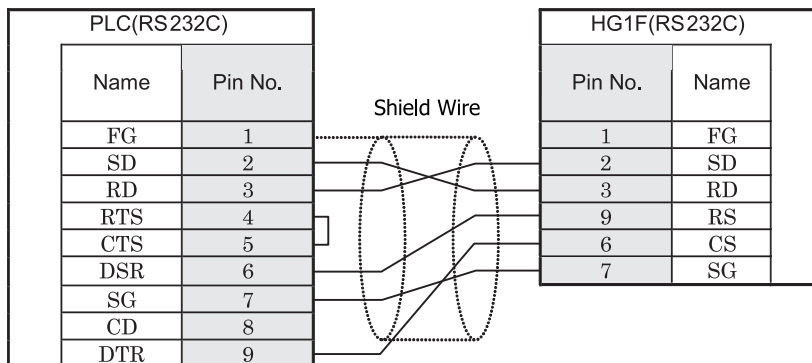 PLC(RS232C)
Name Pin No.
FG 1
SD 2
RD 3
RTS 4
CTS 5
DSR 6
SG 7
CD 8
DTR 9
Shield Wire
HG1F(RS232C)
Pin No. Name
1 FG
2 SD
3 RD
9 RS
6 CS
7 SG